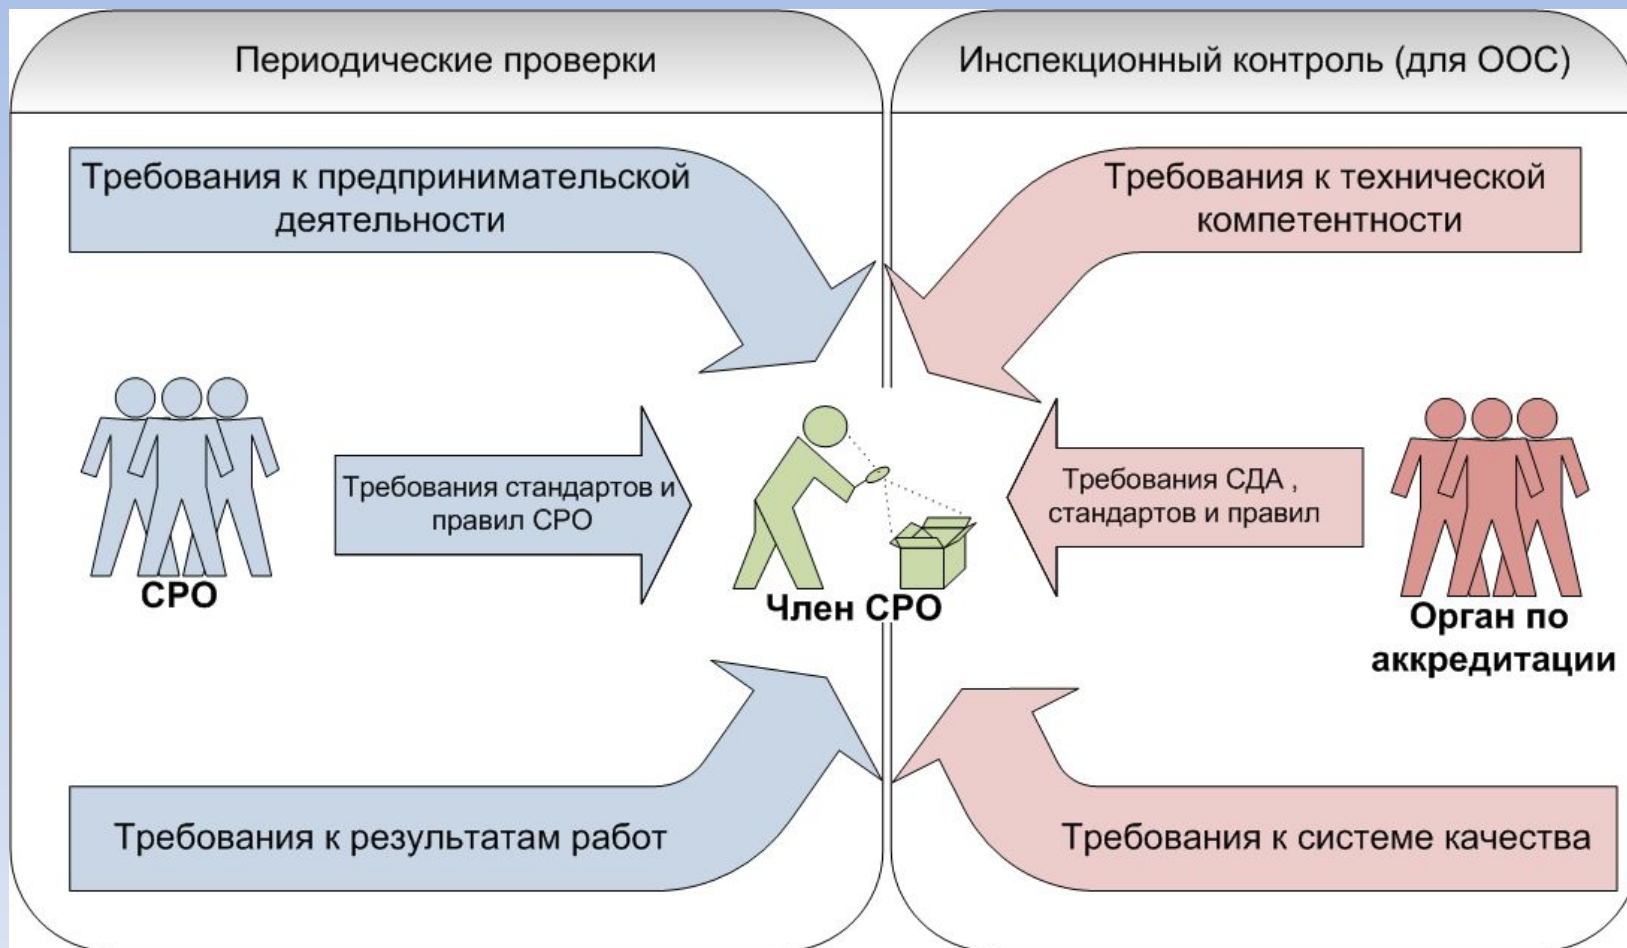 Периодические проверки
Инспекционный контроль (для ООС)
Требования к предпринимательской
деятельности
Требования к технической
компетентности
Требования стандартов и
правил СРО
Требования СДА ,
стандартов и правил
СРО
Член СРО
Орган по
аккредитации
Требования к результатам работ
Требования к системе качества